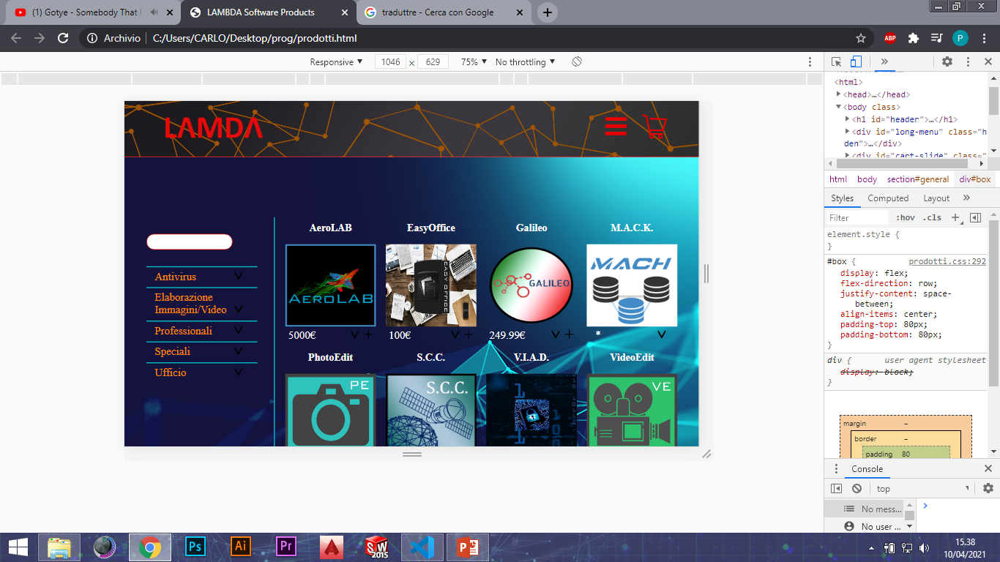 (1) Gotye - Somebody That I
LAMBDA Software Products
traduttre - Cerca con Google
Archivio
C:/Users/CARLO/Desktop/prog/prodotti.html
ABP
P
Responsive
1046 × 629
75%
No throttling
LAMDA
AeroLAB
EasyOffice
Galileo
M.A.C.K.
AEROLAB
EASY OFFICE
GALILEO
MACH
5000€
100€
249.99€
*
Antivirus
Elaborazione
Immagini/Video
Professionali
Speciali
Ufficio
PhotoEdit
S.C.C.
V.I.A.D.
VideoEdit
PE
S.C.C.
VE
<html>
<head>…</head>
<body class>
<h1 id="header">…</h1>
<div id="long-menu" class="h
den">…</div>
<div id="cart-slide" class="
html body section#general div#box
Styles Computed Layout
Filter
:hov .cls
element.style {
}
#box {
prodotti.css:292
display: flex;
flex-direction: row;
justify-content: space-
between;
align-items: center;
padding-top: 80px;
padding-bottom: 80px;
}
div {
user agent stylesheet
display: block;
}
margin –
border –
padding 80
Console
top
No mess...
No user ...
Ps
Ai
Pr
SW
2015
15.38
10/04/2021